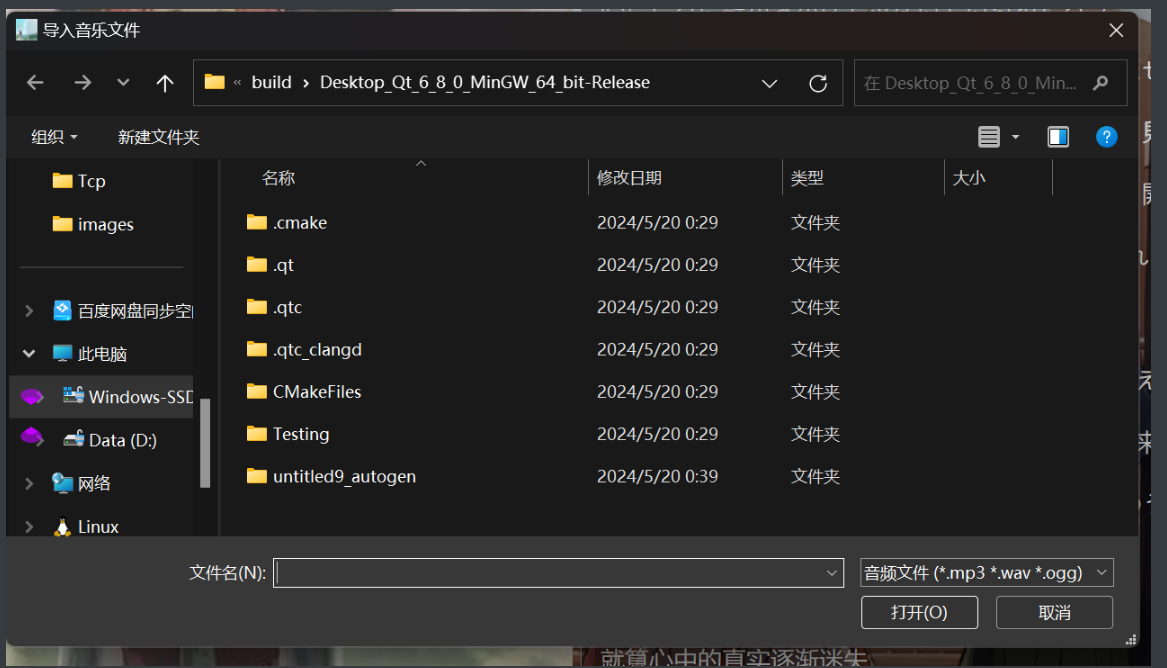 导入音乐文件
« build › Desktop_Qt_6_8_0_MinGW_64_bit-Release
在 Desktop_Qt_6_8_0_Min...
组织
新建文件夹
名称 修改日期 类型 大小
Tcp
images
百度网盘同步空
此电脑
Windows-SSD
Data (D:)
网络
Linux
.cmake 2024/5/20 0:29 文件夹
.qt 2024/5/20 0:29 文件夹
.qtc 2024/5/20 0:29 文件夹
.qtc_clangd 2024/5/20 0:29 文件夹
CMakeFiles 2024/5/20 0:29 文件夹
Testing 2024/5/20 0:29 文件夹
untitled9_autogen 2024/5/20 0:39 文件夹
文件名(N):
音频文件 (*.mp3 *.wav *.ogg)
打开(O) 取消
就算心中的真实逐渐迷失